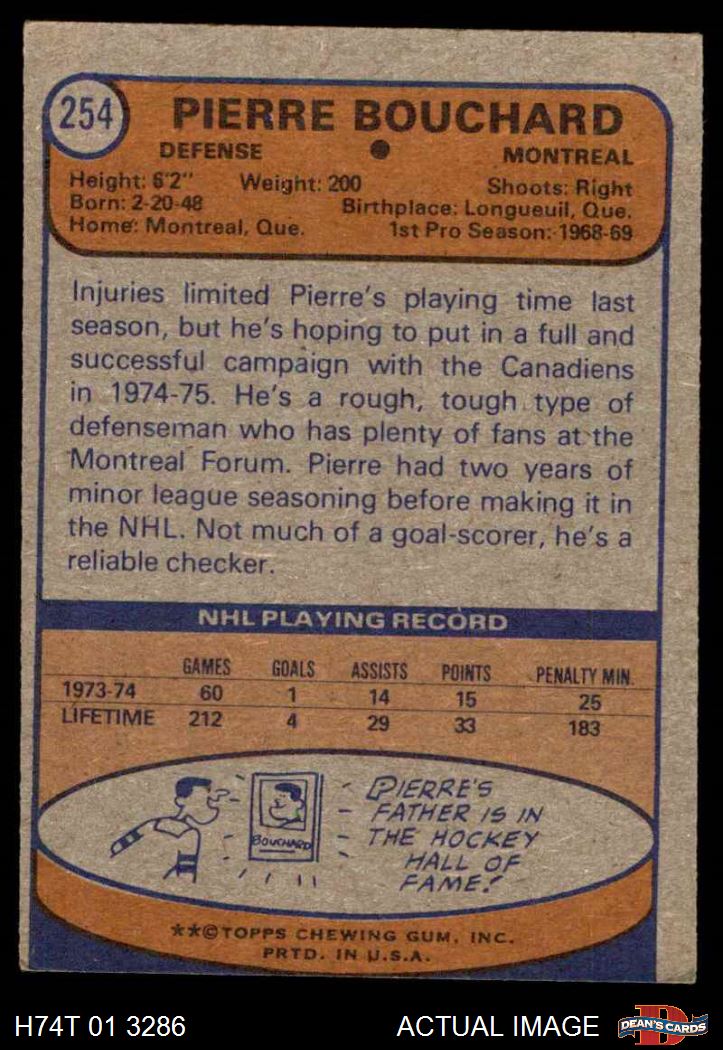 254
PIERRE BOUCHARD
DEFENSE
MONTREAL
Height: 6'2" Weight: 200 Shoots: Right
Born: 2-20-48 Birthplace: Longueuil, Que.
Home: Montreal, Que. 1st Pro Season: 1968-69
Injuries limited Pierre's playing time last
season, but he's hoping to put in a full and
successful campaign with the Canadiens
in 1974-75. He's a rough, tough type of
defenseman who has plenty of fans at the
Montreal Forum. Pierre had two years of
minor league seasoning before making it in
the NHL. Not much of a goal-scorer, he's a
reliable checker.
NHL PLAYING RECORD
GAMES GOALS ASSISTS POINTS PENALTY MIN.
1973-74 60 1 14 15 25
LIFETIME 212 4 29 33 183
BOUCHARD
PIERRE'S
FATHER IS IN
THE HOCKEY
HALL OF
FAME!
**©TOPPS CHEWING GUM, INC.
PRTD. IN U.S.A.
H74T 01 3286 ACTUAL IMAGE
D
DEAN'S CARDS